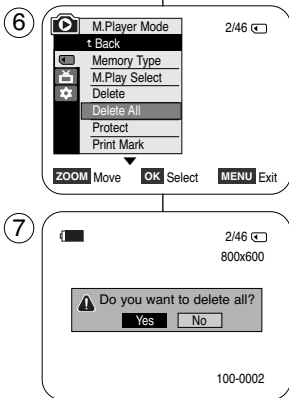 6
M.Player Mode 2/46
t Back
Memory Type
M.Play Select
Delete
Delete All
Protect
Print Mark
ZOOM Move OK Select MENU Exit
7
2/46
800x600
Do you want to delete all?
Yes No
100-0002